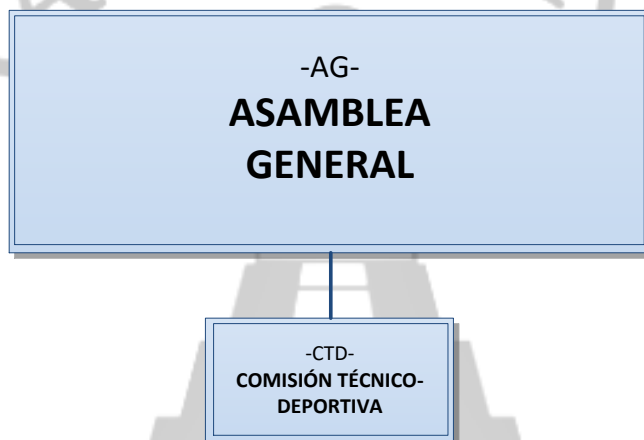 -AG-
ASAMBLEA
GENERAL
-CTD-
COMISIÓN TÉCNICO-
DEPORTIVA